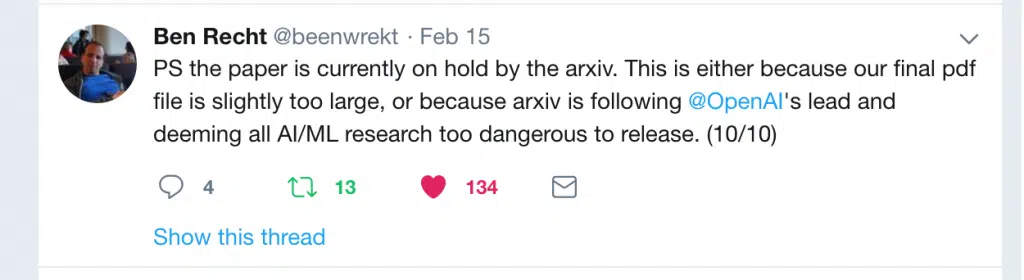 Ben Recht @beenwrekt · Feb 15
PS the paper is currently on hold by the arxiv. This is either because our final pdf
file is slightly too large, or because arxiv is following @OpenAI's lead and
deeming all AI/ML research too dangerous to release. (10/10)
4 13 134
Show this thread